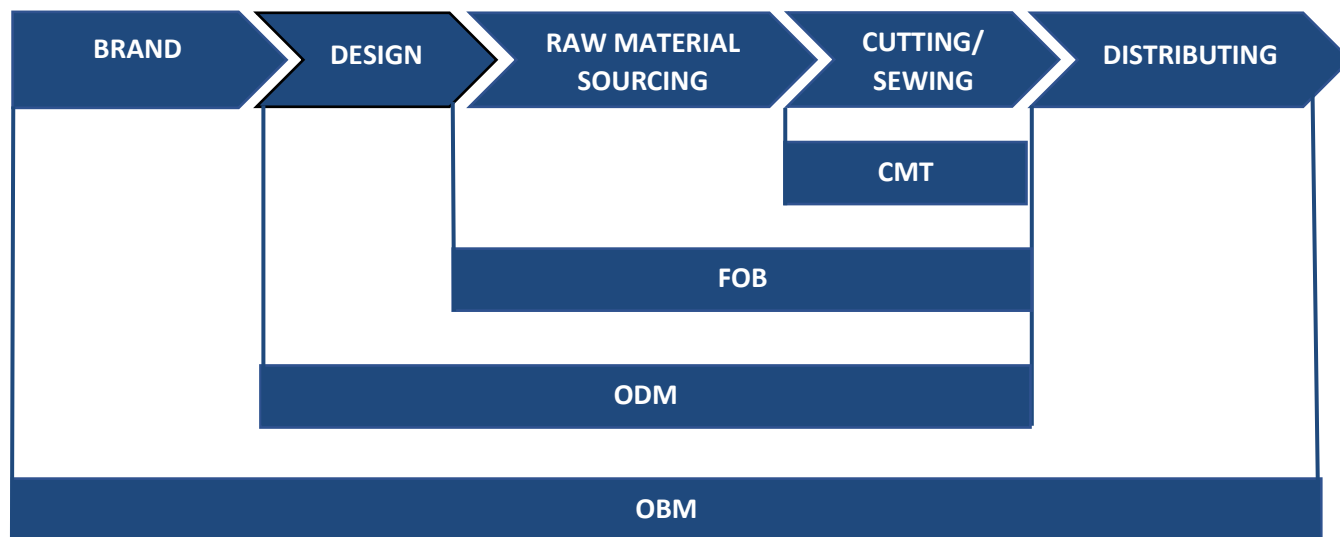 BRAND
DESIGN
RAW MATERIAL
SOURCING
CUTTING/
SEWING
DISTRIBUTING
CMT
FOB
ODM
OBM